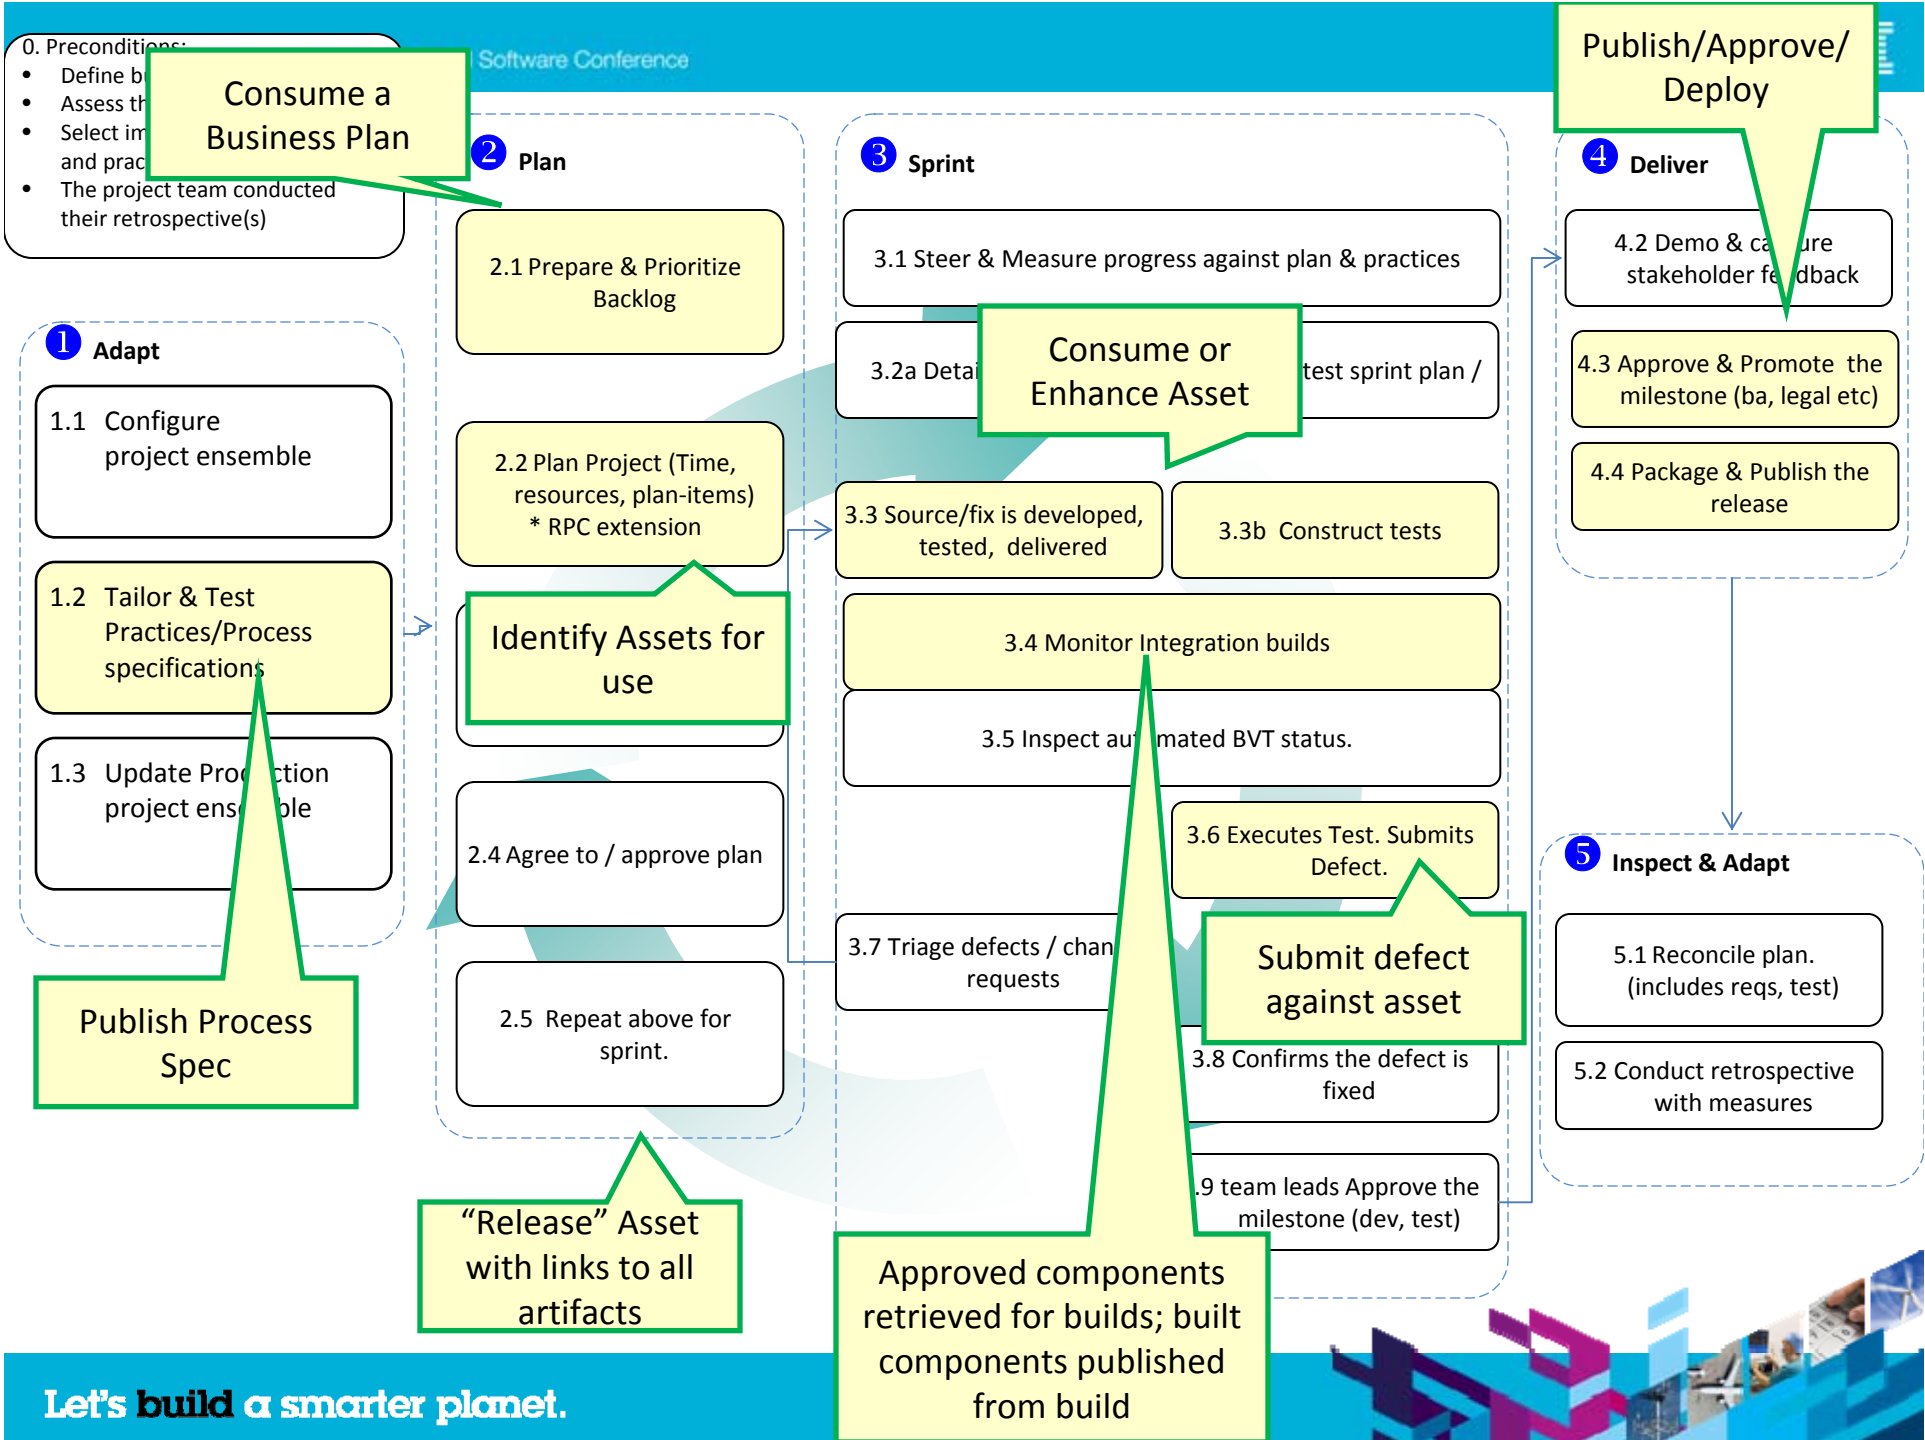 0. Preconditions:
• Define b
• Assess th
• Select im
and prac
• The project team conducted
their retrospective(s)
Consume a
Business Plan
Software Conference
Publish/Approve/
Deploy
1 Adapt
1.1 Configure
project ensemble
1.2 Tailor & Test
Practices/Process
specifications
1.3 Update Production
project ensemble
Publish Process
Spec
2 Plan
2.1 Prepare & Prioritize
Backlog
2.2 Plan Project (Time,
resources, plan-items)
* RPC extension
Identify Assets for
use
2.4 Agree to / approve plan
2.5 Repeat above for
sprint.
"Release" Asset
with links to all
artifacts
3 Sprint
3.1 Steer & Measure progress against plan & practices
3.2a Detai test sprint plan /
Consume or
Enhance Asset
3.3 Source/fix is developed,
tested, delivered
3.3b Construct tests
3.4 Monitor Integration builds
3.5 Inspect automated BVT status.
3.6 Executes Test. Submits
Defect.
3.7 Triage defects / chan
requests
Submit defect
against asset
3.8 Confirms the defect is
fixed
.9 team leads Approve the
milestone (dev, test)
Approved components
retrieved for builds; built
components published
from build
4 Deliver
4.2 Demo & capture
stakeholder feedback
4.3 Approve & Promote the
milestone (ba, legal etc)
4.4 Package & Publish the
release
5 Inspect & Adapt
5.1 Reconcile plan.
(includes reqs, test)
5.2 Conduct retrospective
with measures
Let's build a smarter planet.